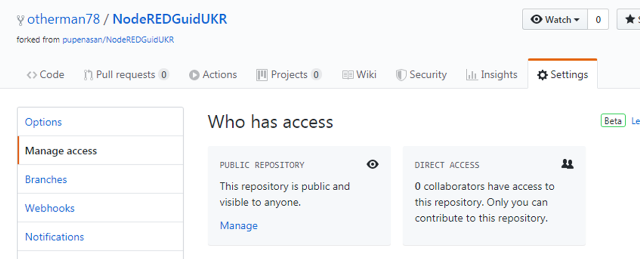 otherman78 / NodeREDGuidUKR
Watch 0
forked from pupenasan/NodeREDGuidUKR
Code Pull requests 0 Actions Projects 0 Wiki Security Insights Settings
Options
Manage access
Branches
Webhooks
Notifications
Who has access
Beta Le
PUBLIC REPOSITORY
This repository is public and
visible to anyone.
Manage
DIRECT ACCESS
0 collaborators have access to
this repository. Only you can
contribute to this repository.